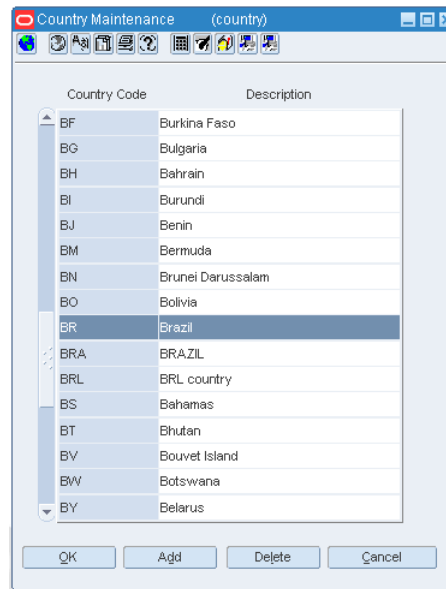 Country Maintenance (country)
Country Code Description
BF Burkina Faso
BG Bulgaria
BH Bahrain
BI Burundi
BJ Benin
BM Bermuda
BN Brunei Darussalam
BO Bolivia
BR Brazil
BRA BRAZIL
BRL BRL country
BS Bahamas
BT Bhutan
BV Bouvet Island
BW Botswana
BY Belarus
OK Add Delete Cancel